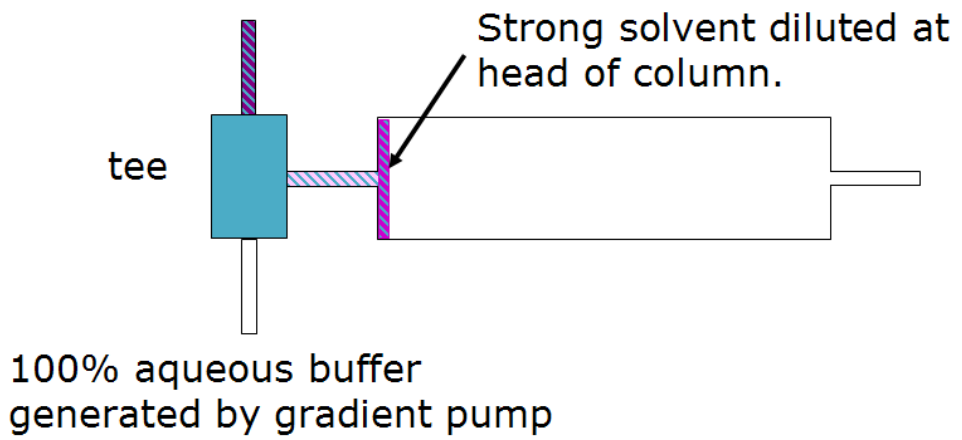 Strong solvent diluted at
head of column.
tee
100% aqueous buffer
generated by gradient pump